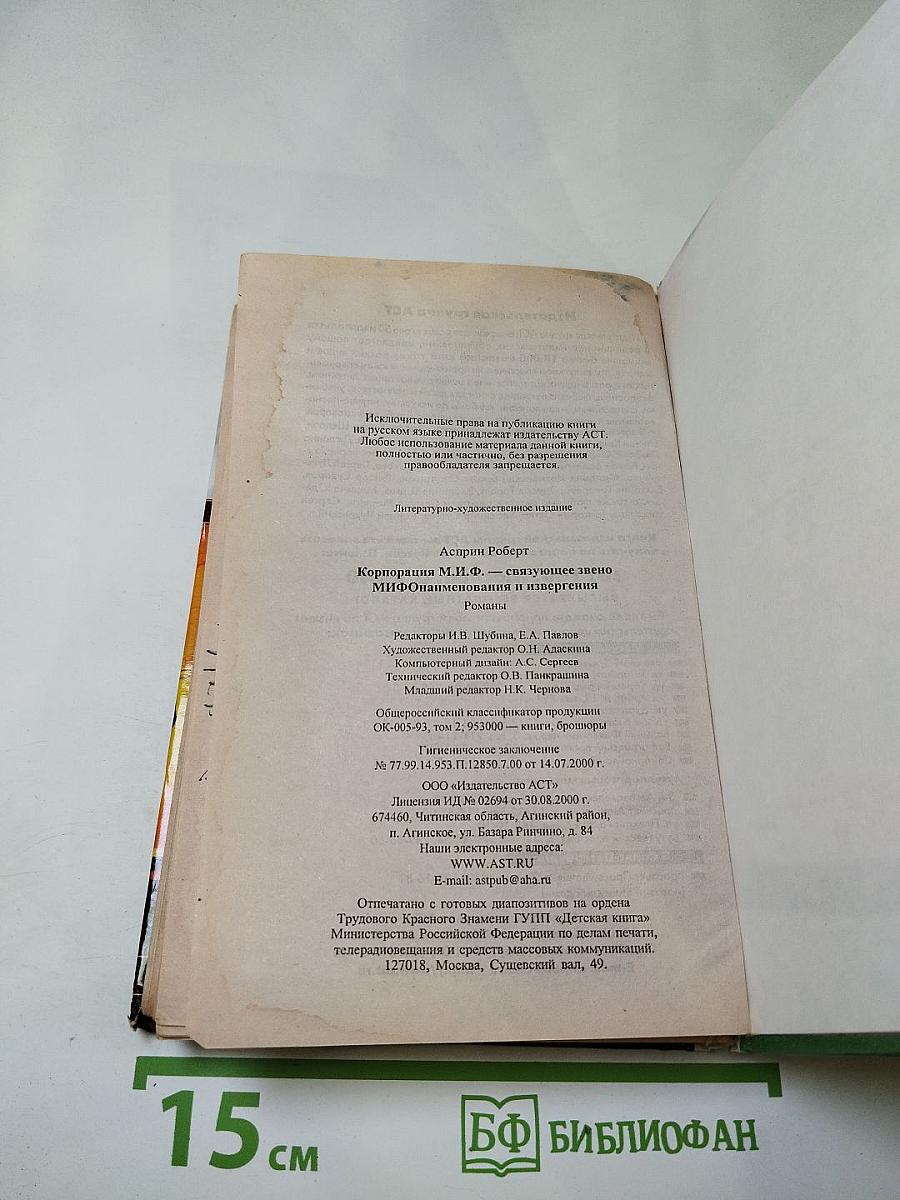 Исключительные права на публикацию книги
на русском языке принадлежат издательству АСТ.
Любое использование материала данной книги,
полностью или частично, без разрешения
правообладателя запрещается.
Литературно-художественное издание
Асприн Роберт
Корпорация М.И.Ф. — связующее звено
МИФОнаименования и извергения
Романы
Редакторы И.В. Шубина, Е.А. Павлов
Художественный редактор О.Н. Адаскина
Компьютерный дизайн: А.С. Сергеев
Технический редактор О.В. Панкрашина
Младший редактор Н.К. Чернова
Общероссийский классификатор продукции
ОК-005-93, том 2; 953000 — книги, брошюры
Гигиеническое заключение
№ 77.99.14.953.П.12850.7.00 от 14.07.2000 г.
ООО «Издательство АСТ»
Лицензия ИД № 02694 от 30.08.2000 г.
674460, Читинская область, Агинский район,
п. Агинское, ул. Базара Ринчино, д. 84
Наши электронные адреса:
WWW.AST.RU
E-mail: astpub@aha.ru
Отпечатано с готовых диапозитивов на ордена
Трудового Красного Знамени ГУПП «Детская книга»
Министерства Российской Федерации по делам печати,
телерадиовещания и средств массовых коммуникаций.
127018, Москва, Сущевский вал, 49.
15 см
БФ БИБЛИОФАН